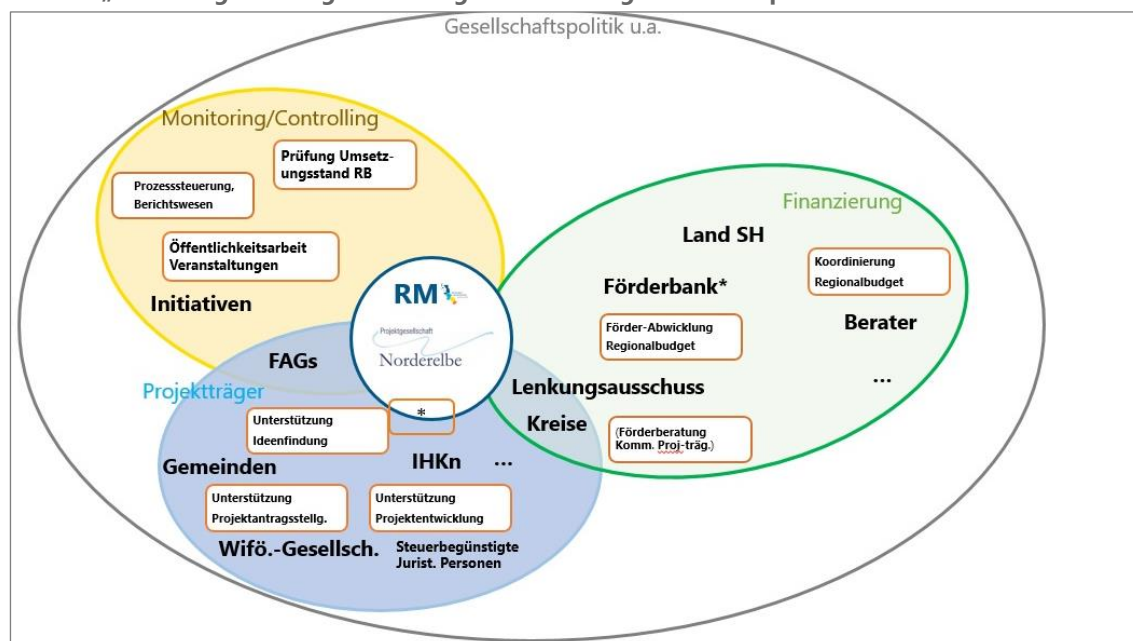 Gesellschaftspolitik u.a.
Monitoring/Controlling
Prüfung Umsetz-
ungsstand RB
Prozesssteuerung,
Berichtswesen
Öffentlichkeitsarbeit
Veranstaltungen
Initiativen
Finanzierung
Land SH
Koordinierung
Regionalbudget
Förderbank*
Berater
Förder-Abwicklung
Regionalbudget
...
RM
Projektgesellschaft
Norderelbe
FAGs
Lenkungsausschuss
Kreise
(Förderberatung
Komm. Proj-träg.)
Projektträger
*
Unterstützung
Ideenfindung
Gemeinden
IHKn
...
Unterstützung
Projektantragsstellg.
Unterstützung
Projektentwicklung
Wifö.-Gesellsch.
Steuerbegünstigte
Jurist. Personen